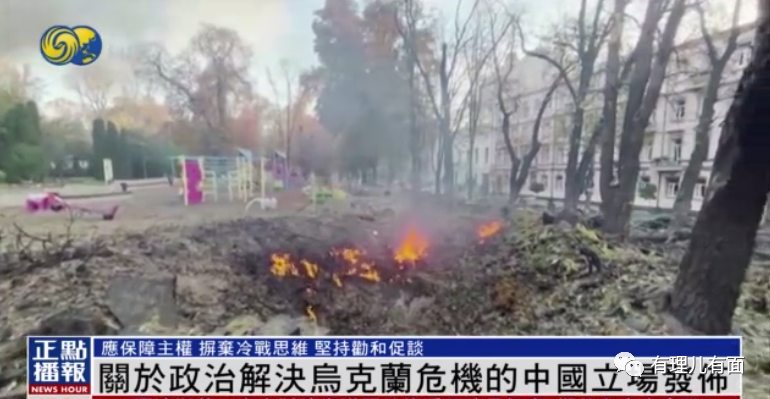 正點播報
NEWS HOUR
應保障主權 摒棄冷戰思維 堅持勸和促談
關於政治解決烏克蘭危機的中國立場發佈
有理儿有面